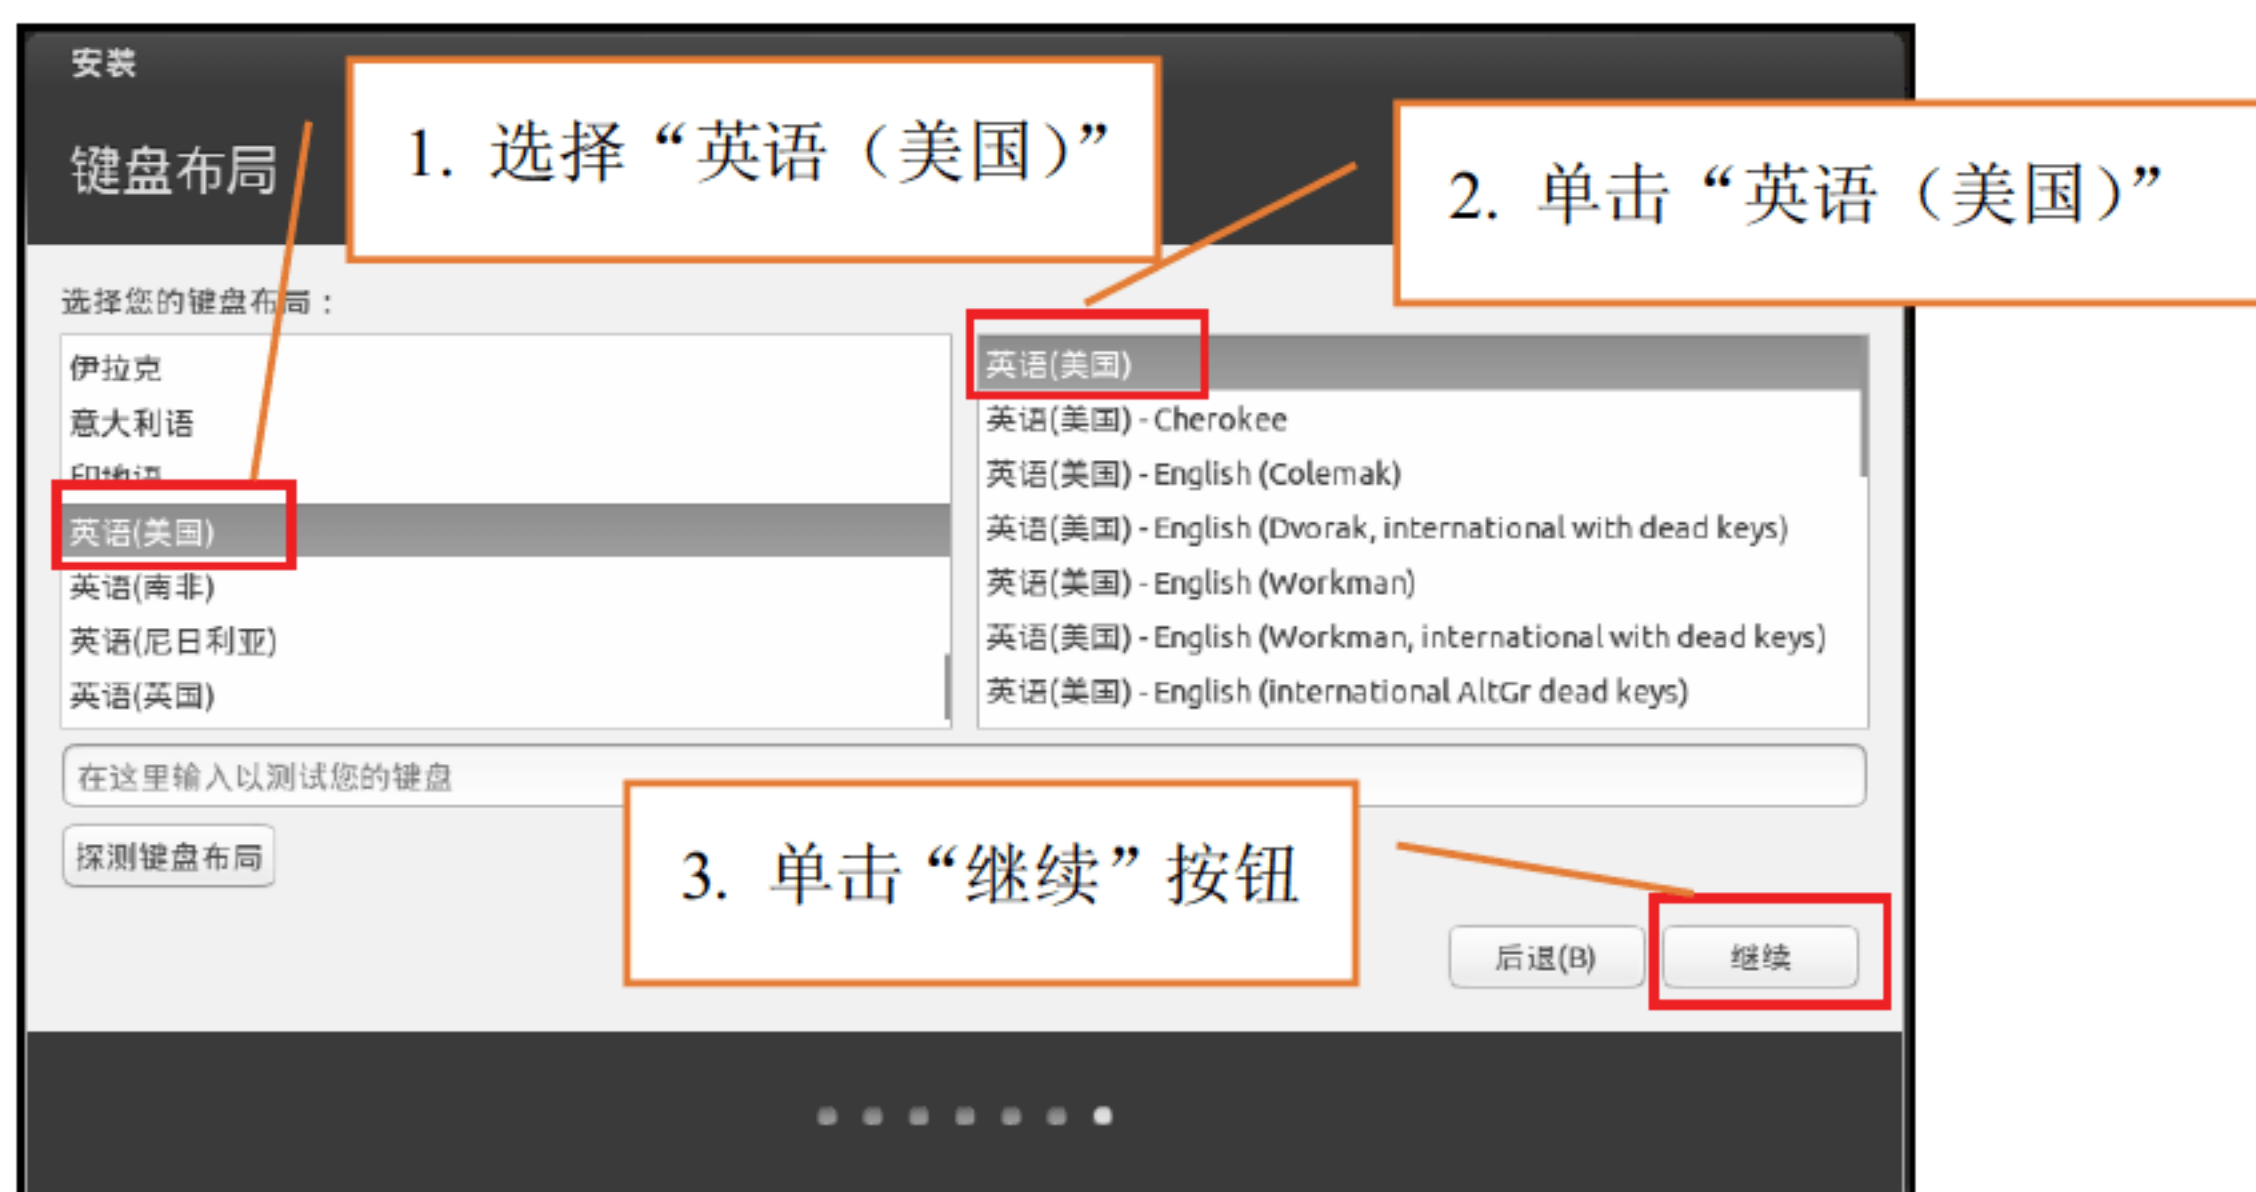 安装
键盘布局
1. 选择“英语（美国）”
2. 单击“英语（美国）”
选择您的键盘布局：
伊拉克
意大利语
印地语
英语(美国)
英语(南非)
英语(尼日利亚)
英语(英国)
英语(美国)
英语(美国) - Cherokee
英语(美国) - English (Colemak)
英语(美国) - English (Dvorak, international with dead keys)
英语(美国) - English (Workman)
英语(美国) - English (Workman, international with dead keys)
英语(美国) - English (international AltGr dead keys)
在这里输入以测试您的键盘
探测键盘布局
3. 单击“继续”按钮
后退(B)
继续